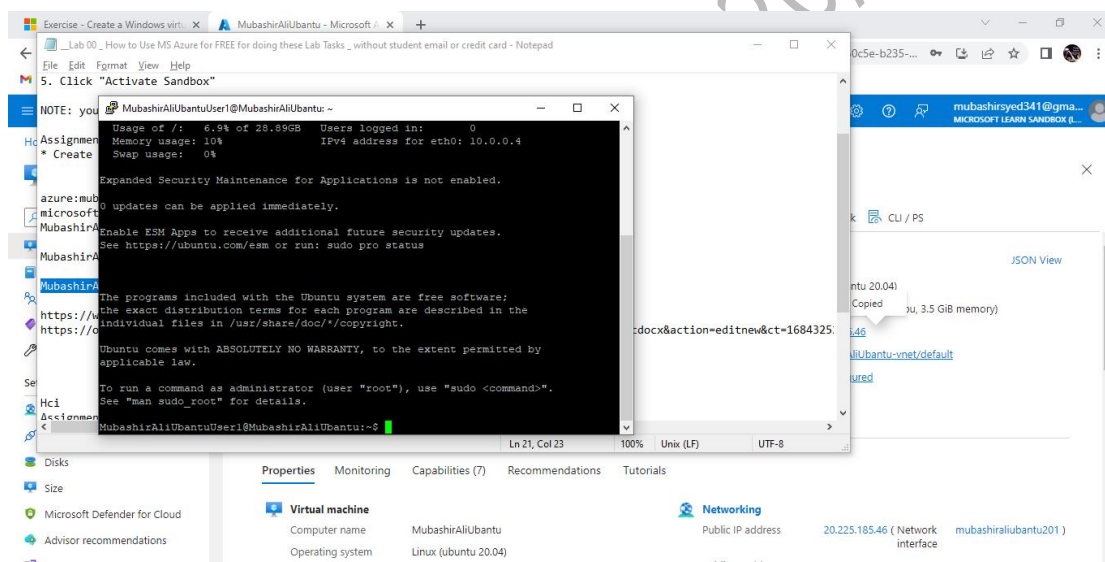 Exercise - Create a Windows virt
MubashirAliUbantu - Microsoft A
__Lab 00 _ How to Use MS Azure for FREE for doing these Lab Tasks _ without student email or credit card - Notepad
0c5e-b235-...
File Edit Format View Help
5. Click "Activate Sandbox"
NOTE: you
MubashirAliUbantuUser1@MubashirAliUbantu: ~
mubashirsyed341@gma...
MICROSOFT LEARN SANDBOX (L...
Assignmen
* Create
azure:mub
microsoft
MubashirA
MubashirA
MubashirA
https://w
https://o
Hci
Assignmen
Usage of /: 6.9% of 28.89GB Users logged in: 0
Memory usage: 10% IPv4 address for eth0: 10.0.0.4
Swap usage: 0%
Expanded Security Maintenance for Applications is not enabled.
0 updates can be applied immediately.
Enable ESM Apps to receive additional future security updates.
See https://ubuntu.com/esm or run: sudo pro status
The programs included with the Ubuntu system are free software;
the exact distribution terms for each program are described in the
individual files in /usr/share/doc/*/copyright.
Ubuntu comes with ABSOLUTELY NO WARRANTY, to the extent permitted by
applicable law.
To run a command as administrator (user "root"), use "sudo <command>".
See "man sudo_root" for details.
MubashirAliUbantuUser1@MubashirAliUbantu:~$
cdocx&action=editnew&ct=1684325
Ln 21, Col 23 100% Unix (LF) UTF-8
k CLI / PS
JSON View
ntu 20.04)
Copied
pu, 3.5 GiB memory)
5.46
AliUbantu-vnet/default
ured
Ho
Se
Disks
Size
Microsoft Defender for Cloud
Advisor recommendations
Properties Monitoring Capabilities (7) Recommendations Tutorials
Virtual machine
Computer name MubashirAliUbantu
Operating system Linux (ubuntu 20.04)
Networking
Public IP address 20.225.185.46 ( Network interface mubashiraliubantu201 )